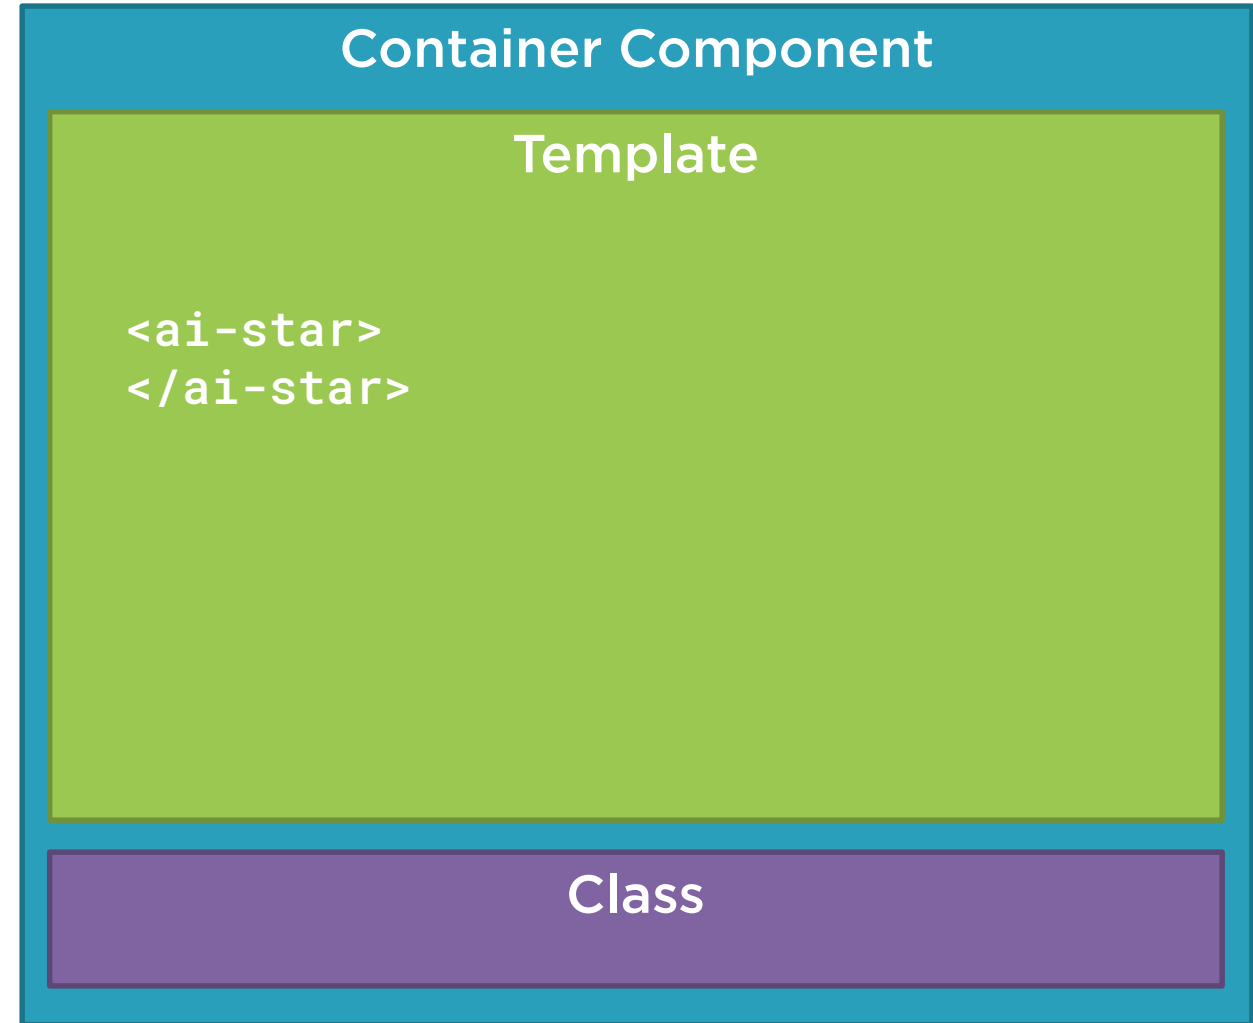 Container Component
Template
<ai-star>
</ai-star>
Class